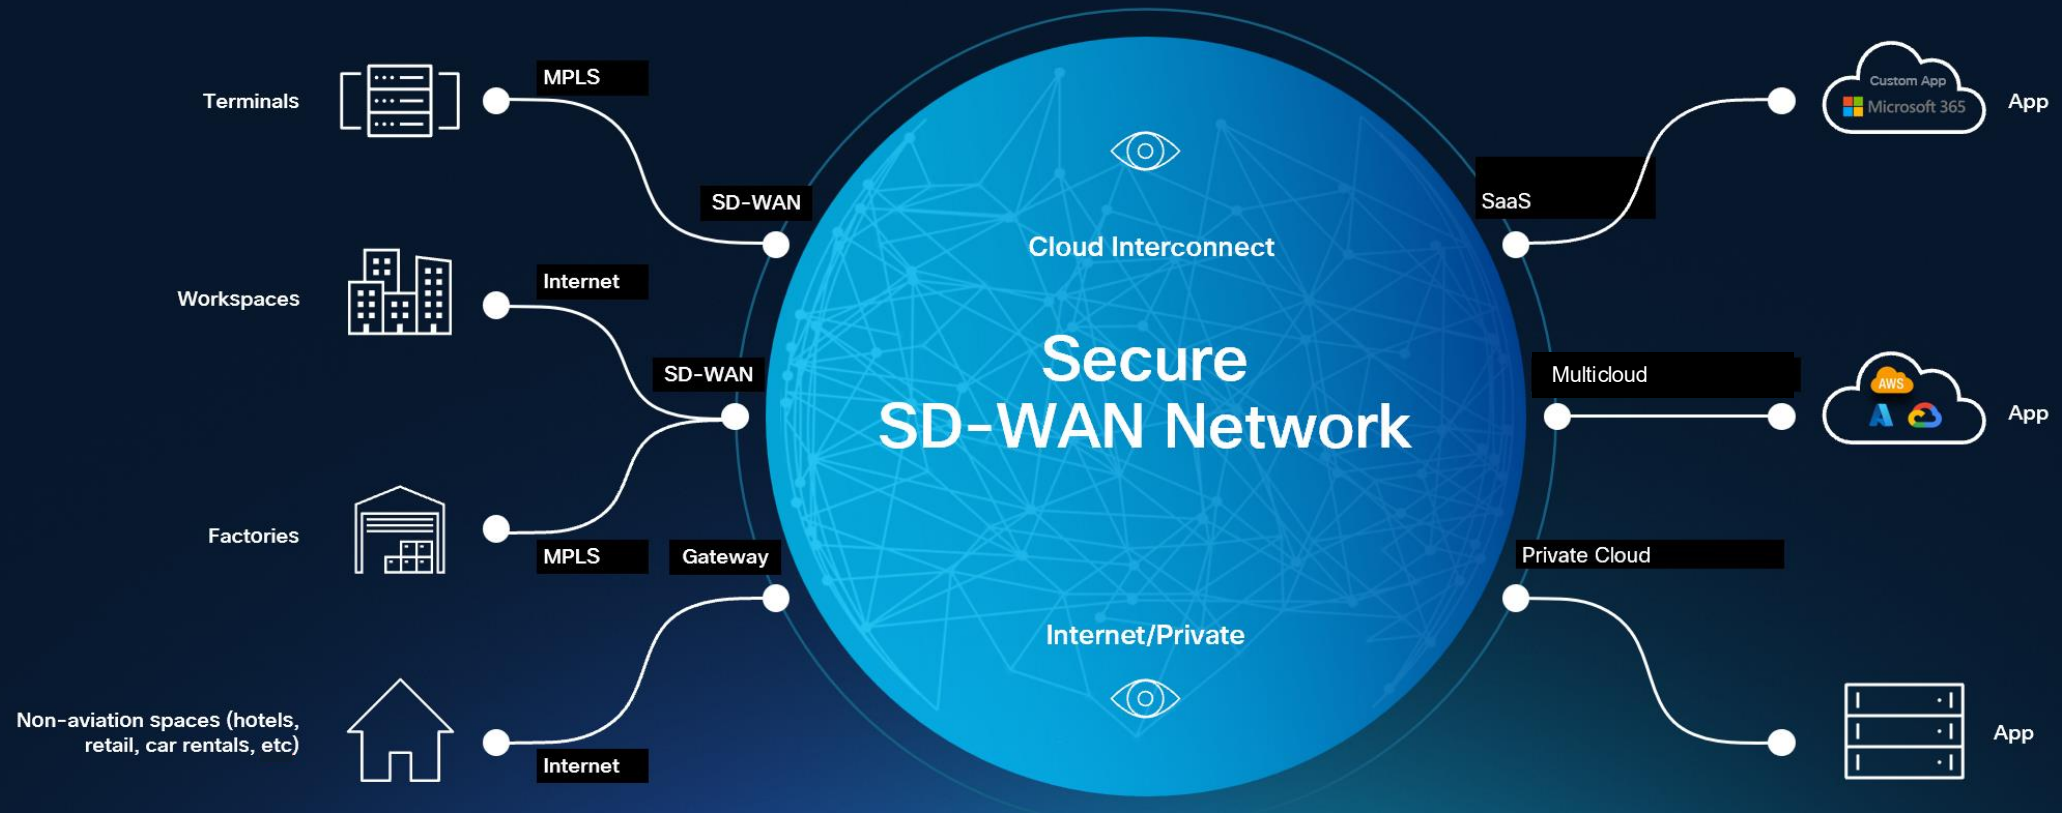 Terminals
MPLS
SD-WAN
Workspaces
Internet
SD-WAN
Factories
MPLS
Gateway
Non-aviation spaces (hotels,
retail, car rentals, etc)
Internet
Cloud Interconnect
Secure
SD-WAN Network
Internet/Private
SaaS
Custom App
Microsoft 365
App
Multicloud
AWS
App
Private Cloud
App